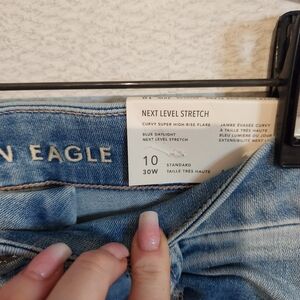 NEXT LEVEL STRETCH
CURVY SUPER HIGH-RISE FLARE
JAMBE ÉVASÉE CURVY
À TAILLE TRÈS HAUTE
BLUE DAYLIGHT
BLEU LUMIÈRE DU JOUR
NEXT LEVEL STRETCH
EXTENSIBILITÉ NEXT
N EAGLE
10
STANDARD
30W
TAILLE TRÈS HAUTE